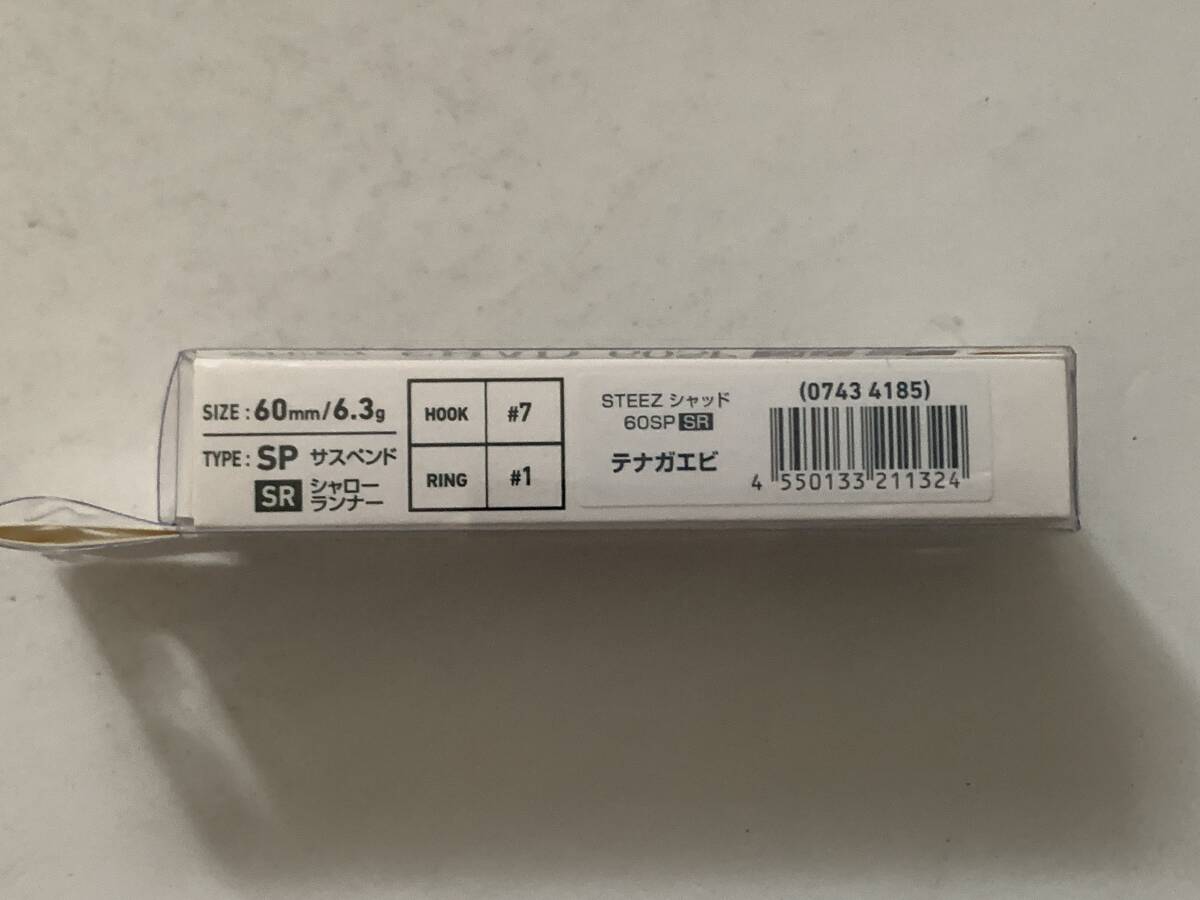 SIZE : 60mm/6.3g
TYPE : SP サスペンド
SR シャロー
ランナー
HOOK #7
RING #1
STEEZ シャッド
60SP SR
テナガエビ
(0743 4185)
4 550133 211324